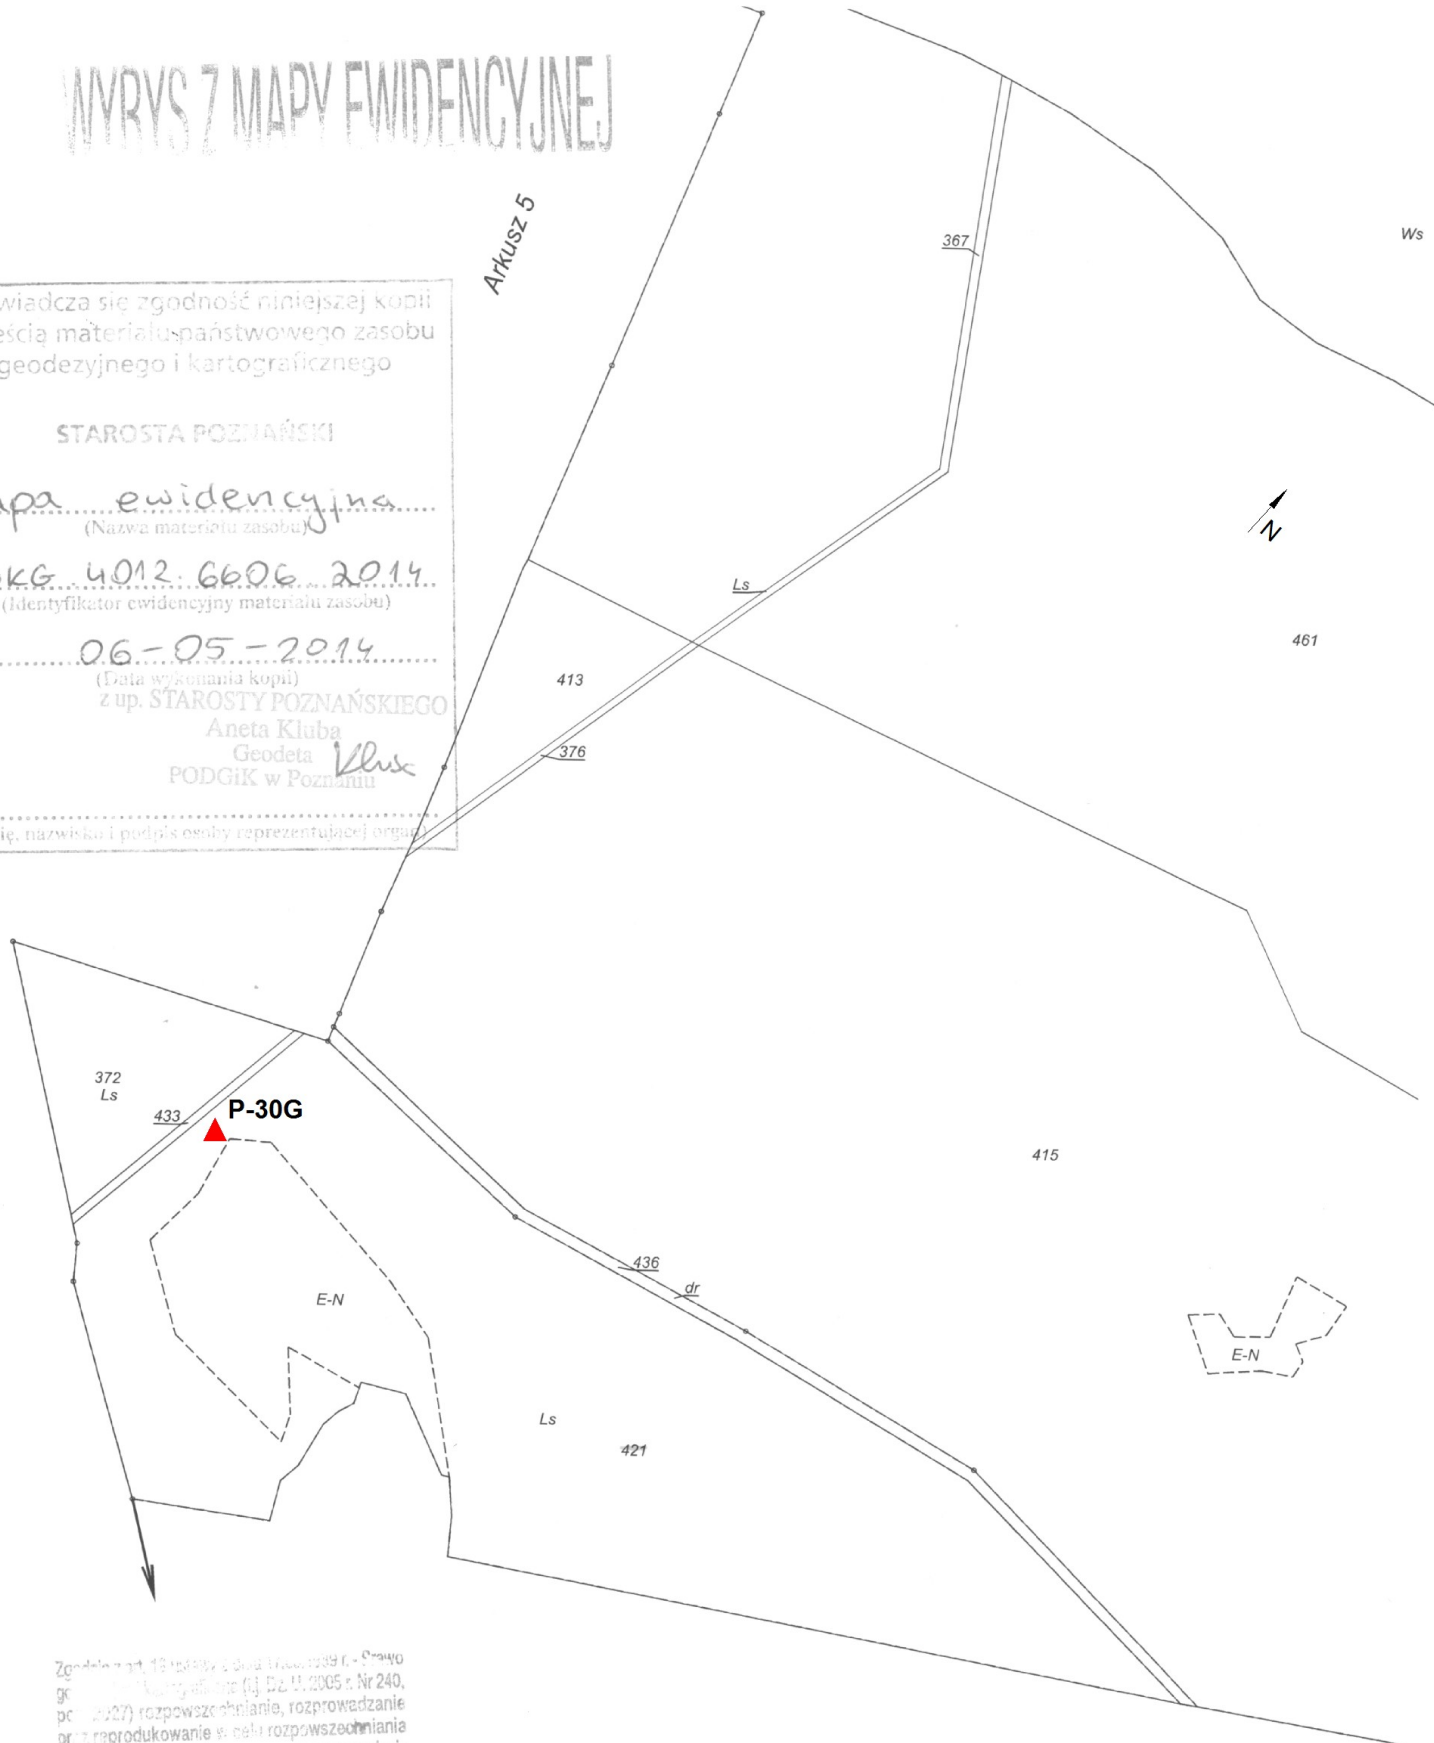 WYRYS Z MAPY EWIDENCYJNEJ
Arkusz 5
367
Ws
wiadcza się zgodność niniejszej kopii
eścią materiału państwowego zasobu
geodezyjnego i kartograficznego
STAROSTA POZNAŃSKI
apa ewidencyjna
(Nazwa materiału zasobu)
KG.4012.6606.2014
(Identyfikator ewidencyjny materiału zasobu)
06-05-2014
(Data wykonania kopii)
z up. STAROSTY POZNAŃSKIEGO
Aneta Kluba
Geodeta
PODGiK w Poznaniu
ię, nazwisko i podpis osoby reprezentującej organ)
N
Ls
461
413
376
372
Ls
433
P-30G
415
436
dr
E-N
E-N
Ls
421
27) rozpowszechnianie, rozprowadzanie
reprodukowanie w celu rozpowszechniania